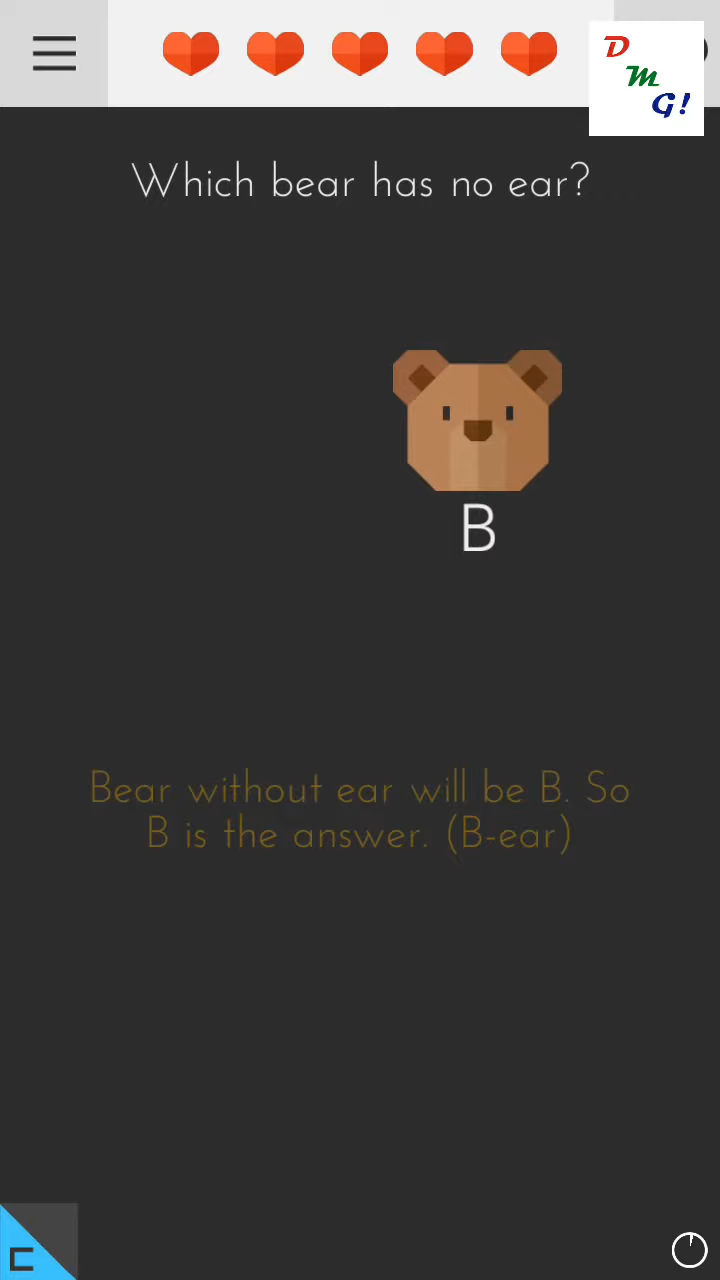 D
M
G!
Which bear has no ear?
B
Bear without ear will be B. So
B is the answer. (B-ear)